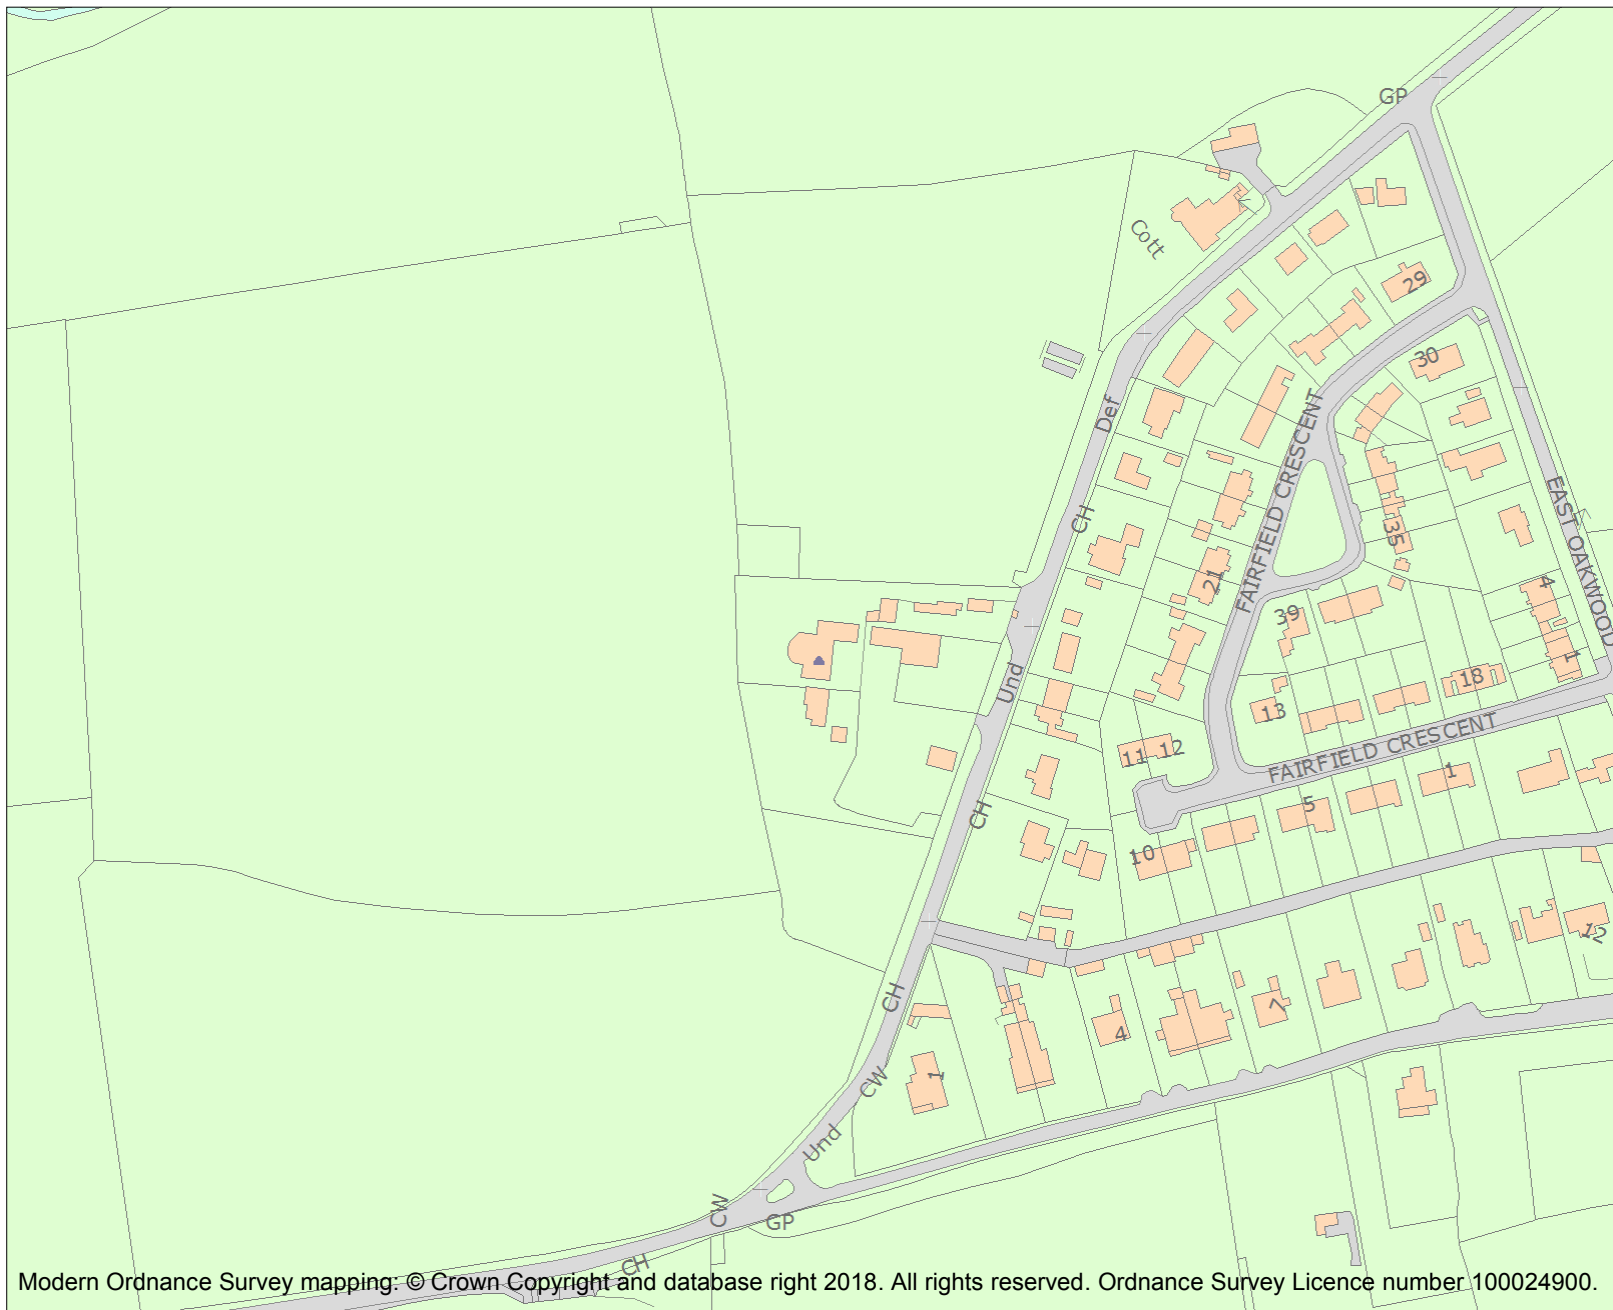 GP
Cott
29
30
Def
FAIRFIELD CRESCENT
EAST OAKWOOD
CH
35
21
4
39
1
Und
18
13
FAIRFIELD CRESCENT
11
12
1
5
CH
10
12
CH
7
4
1
CW
Und
CW
GP
CH
Modern Ordnance Survey mapping: © Crown Copyright and database right 2018. All rights reserved. Ordnance Survey Licence number 100024900.